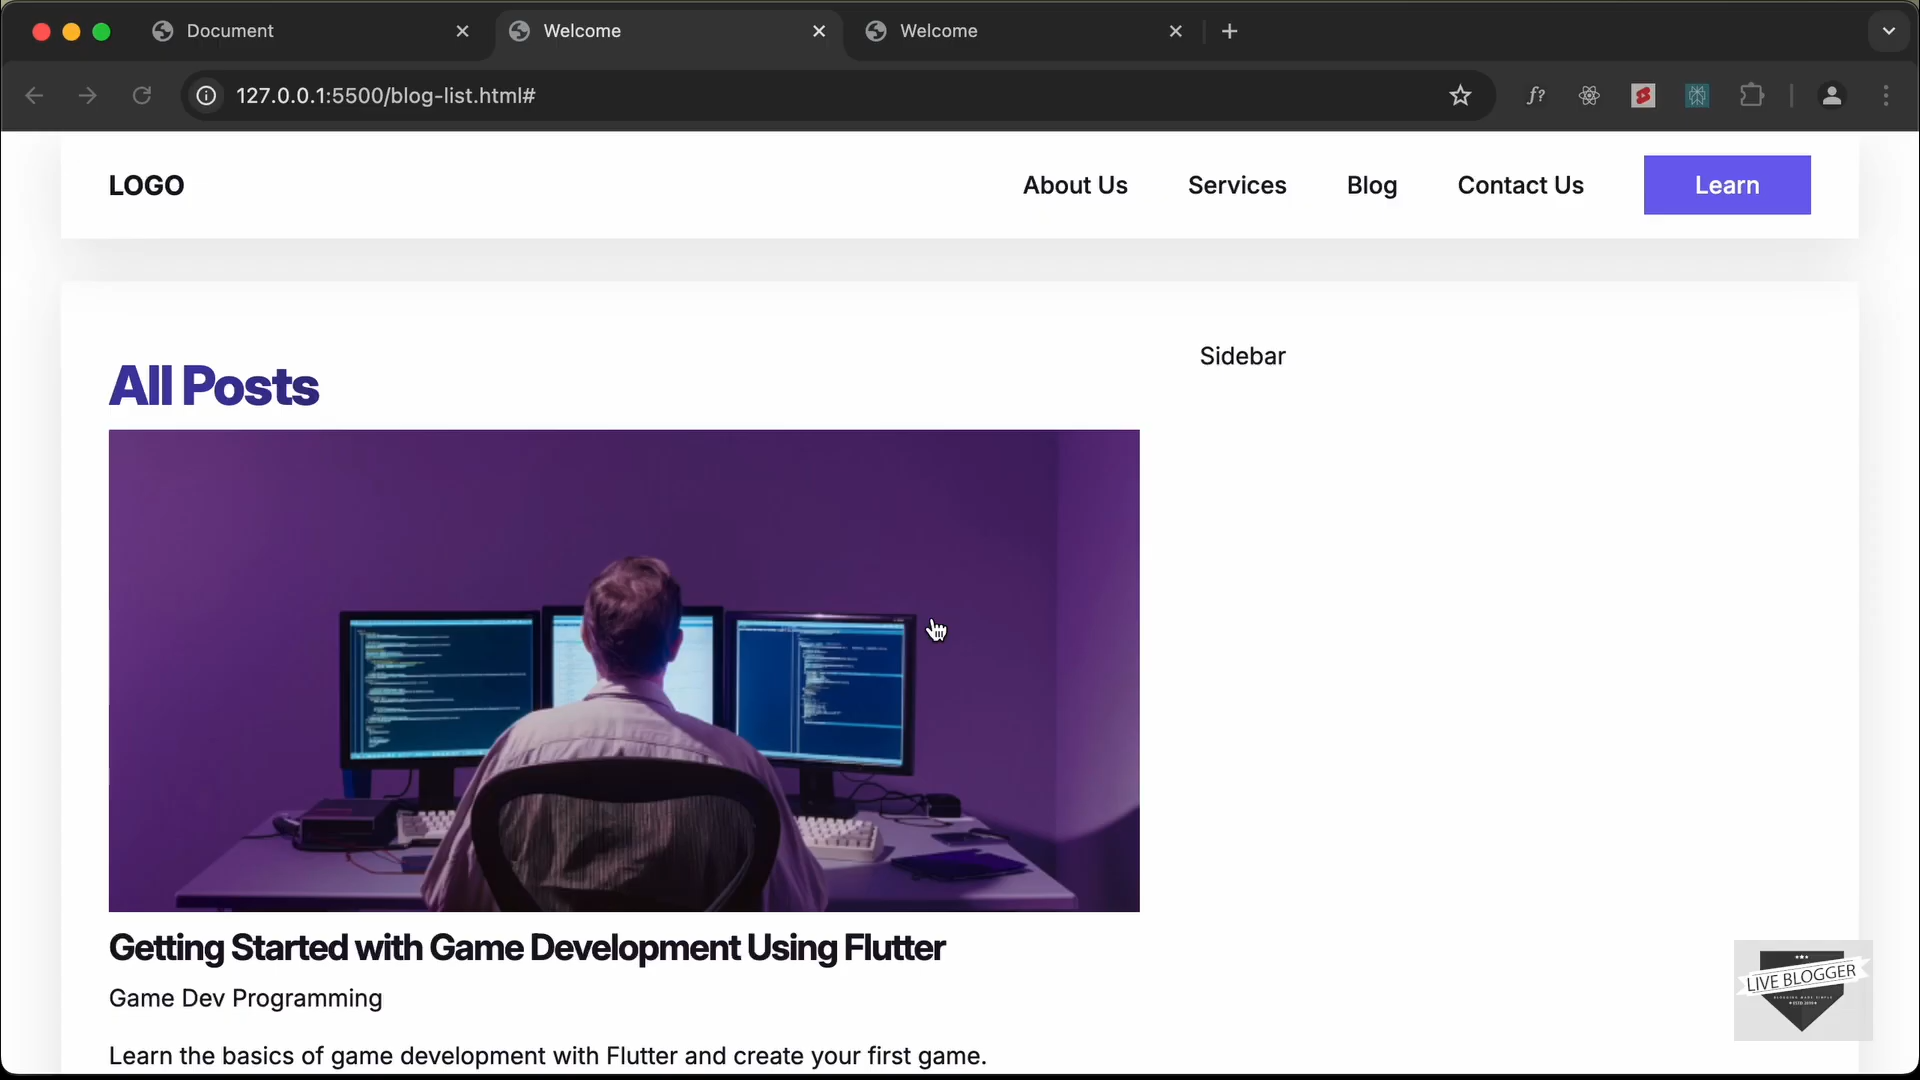 Document
Welcome
Welcome
127.0.0.1:5500/blog-list.html#
f?
LOGO
About Us
Services
Blog
Contact Us
Learn
All Posts
Sidebar
Getting Started with Game Development Using Flutter
Game Dev Programming
Learn the basics of game development with Flutter and create your first game.
LIVE BLOGGER